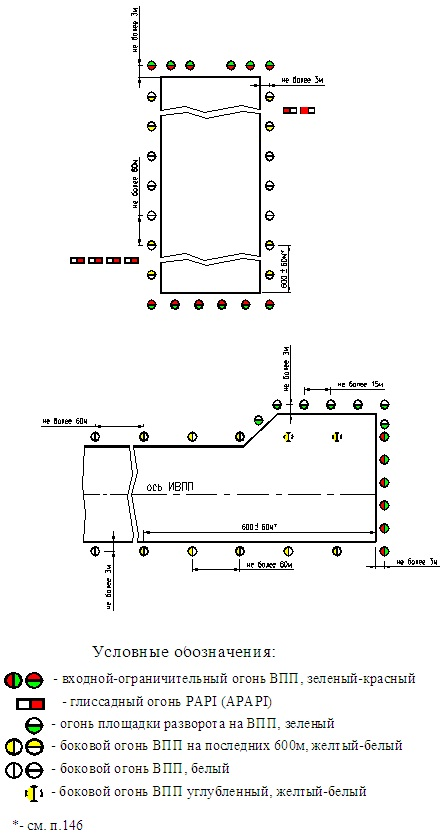 не более 3м
не более 3м
не более 60м
600 ± 60м*
не более 3м
не более 15м
не более 60м
ось ИВПП
600 ± 60м*
не более 60м
не более 3м
не более 3м
Условные обозначения:
- входной-ограничительный огонь ВПП, зеленый-красный
- глиссадный огонь PAPI (APAPI)
- огонь площадки разворота на ВПП, зеленый
- боковой огонь ВПП на последних 600м, желтый-белый
- боковой огонь ВПП, белый
- боковой огонь ВПП углубленный, желтый-белый
*- см. п.146